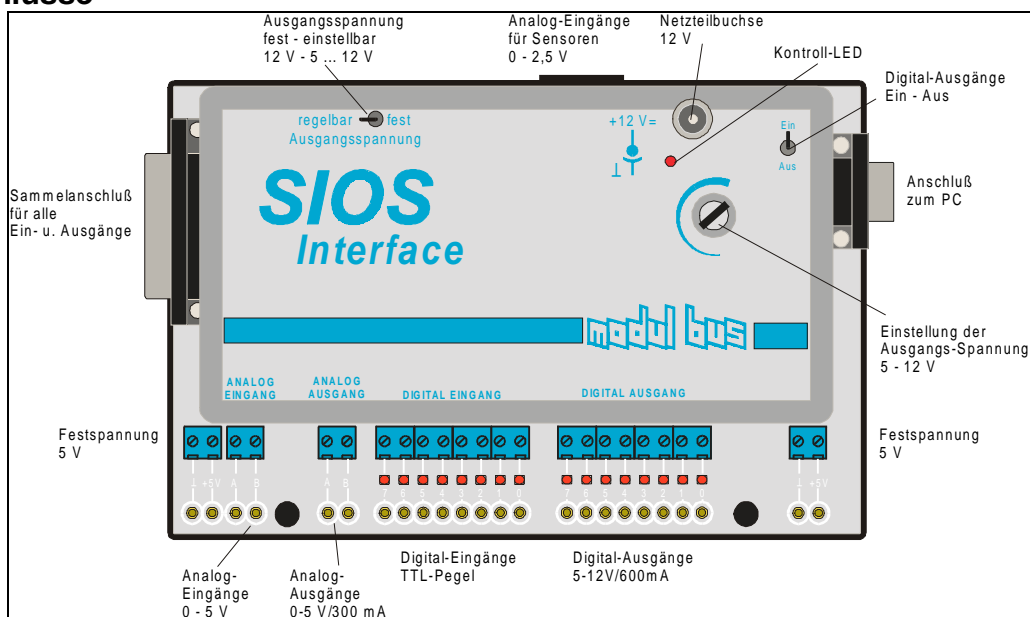 Ausgangsspannung
fest - einstellbar
12 V - 5 ... 12 V
Analog-Eingänge
für Sensoren
0 - 2,5 V
Netzteilbuchse
12 V
Kontroll-LED
Digital-Ausgänge
Ein - Aus
regelbar fest
Ausgangsspannung
+12 V=
⊥
Ein
Aus
Sammelanschluß
für alle
Ein- u. Ausgänge
SIOS
Interface
Anschluß
zum PC
modul bus
Einstellung der
Ausgangs-Spannung
5 - 12 V
ANALOG
EINGANG
ANALOG
AUSGANG
DIGITAL EINGANG
DIGITAL AUSGANG
Festspannung
5 V
Festspannung
5 V
⊥ +5V A B
A B
7 6 5 4 3 2 1 0
7 6 5 4 3 2 1 0
⊥ +5V
Analog-
Eingänge
0 - 5 V
Analog-
Ausgänge
0-5 V/300 mA
Digital-Eingänge
TTL-Pegel
Digital-Ausgänge
5-12V/600mA